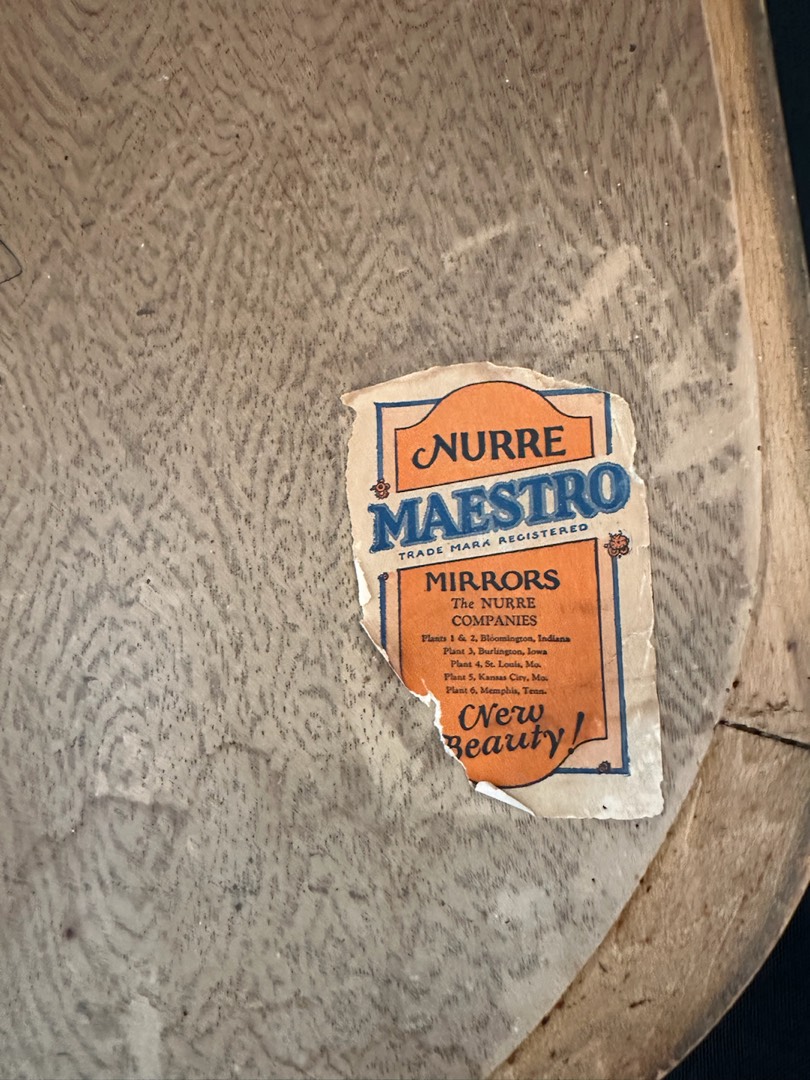 NURRE
MAESTRO
TRADE MARK REGISTERED
MIRRORS
The NURRE
COMPANIES
Plants 1 & 2, Bloomington, Indiana
Plant 3, Burlington, Iowa
Plant 4, St. Louis, Mo.
Plant 5, Kansas City, Mo.
Plant 6, Memphis, Tenn.
New
Beauty!